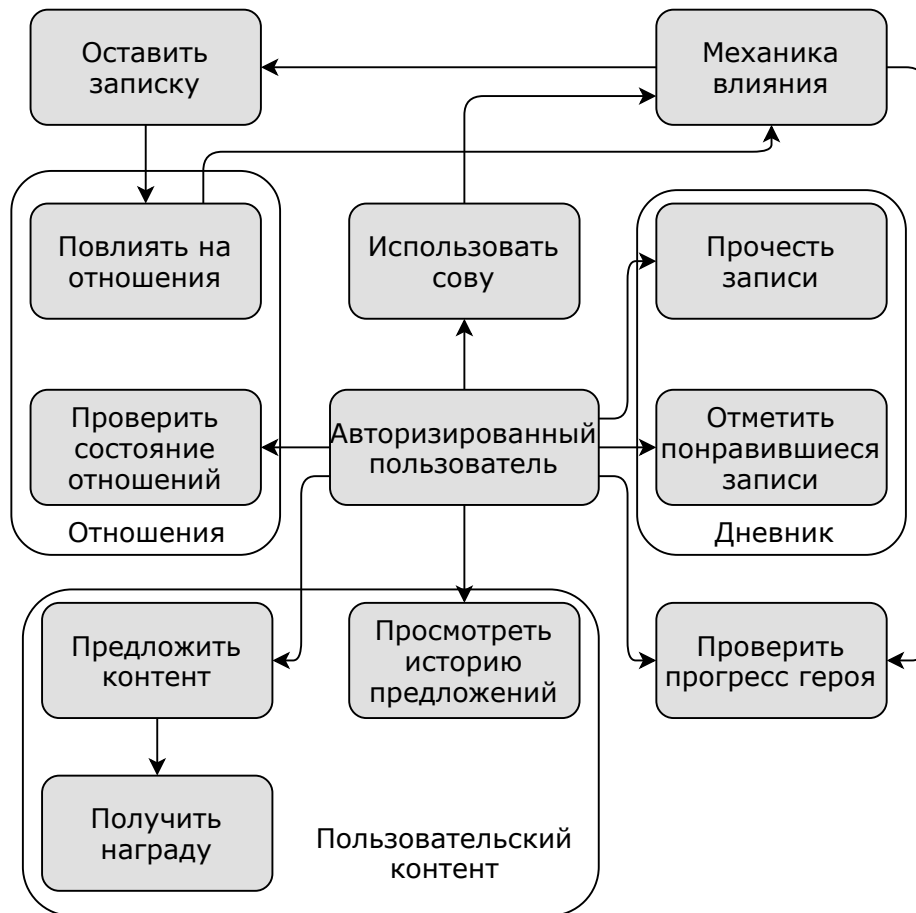 Оставить
записку
Механика
влияния
Повлиять на
отношения
Использовать
сову
Прочесть
записи
Проверить
состояние
отношений
Авторизированный
пользователь
Отметить
понравившиеся
записи
Отношения
Дневник
Предложить
контент
Просмотреть
историю
предложений
Проверить
прогресс героя
Получить
награду
Пользовательский
контент